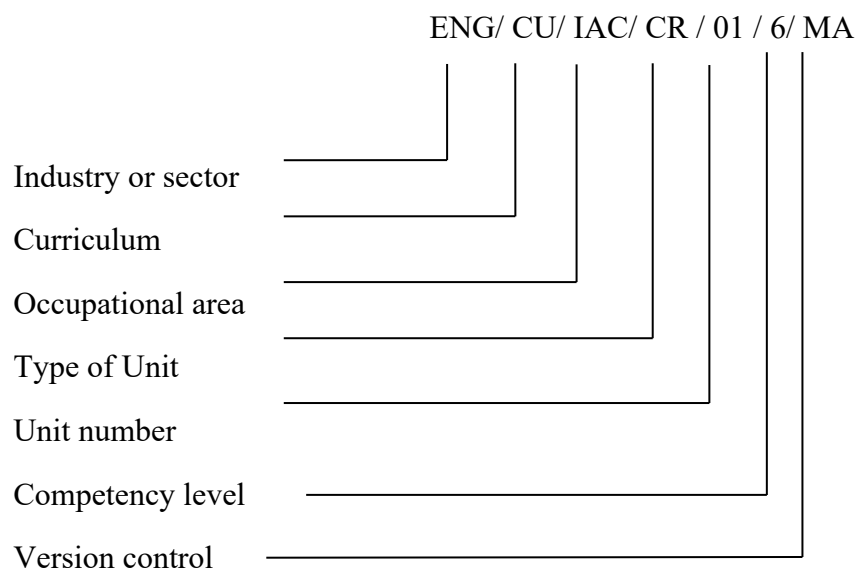 ENG/ CU/ IAC/ CR / 01 / 6/ MA
Industry or sector
Curriculum
Occupational area
Type of Unit
Unit number
Competency level
Version control